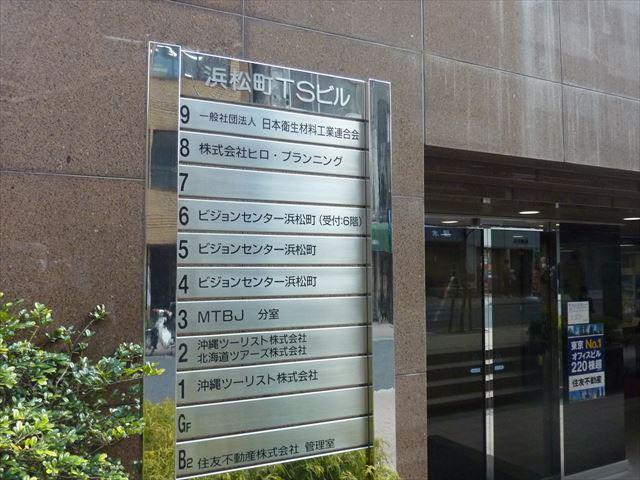 浜松町TSビル
9 一般社団法人 日本衛生材料工業連合会
8 株式会社ヒロ・プランニング
7
6 ビジョンセンター浜松町(受付:6階)
5 ビジョンセンター浜松町
4 ビジョンセンター浜松町
3 MTBJ 分室
2 沖縄ツーリスト株式会社
北海道ツアーズ株式会社
1 沖縄ツーリスト株式会社
GF
B2 住友不動産株式会社 管理室
東京No.1
オフィスビル
220棟超
住友不動産